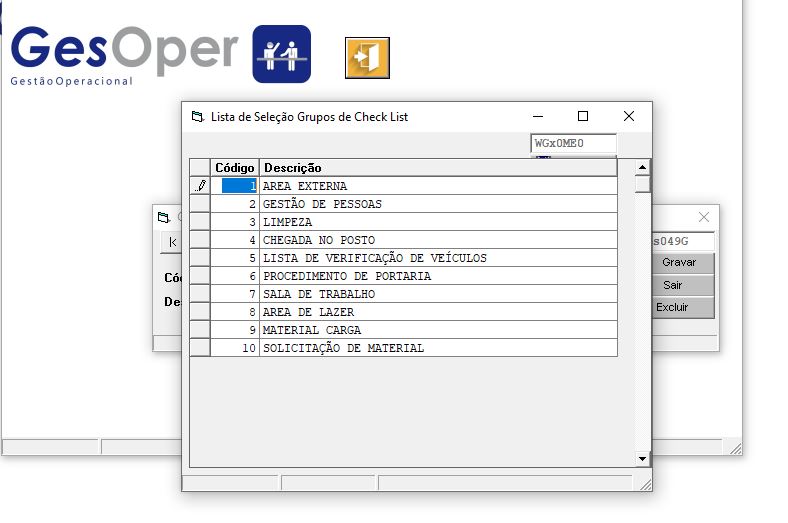 GesOper
GestãoOperacional
Lista de Seleção Grupos de Check List
WGxOME0
Código Descrição
1 AREA EXTERNA
2 GESTÃO DE PESSOAS
3 LIMPEZA
4 CHEGADA NO POSTO
5 LISTA DE VERIFICAÇÃO DE VEÍCULOS
6 PROCEDIMENTO DE PORTARIA
7 SALA DE TRABALHO
8 AREA DE LAZER
9 MATERIAL CARGA
10 SOLICITAÇÃO DE MATERIAL
s049G
Gravar
Có
Sair
De
Excluir